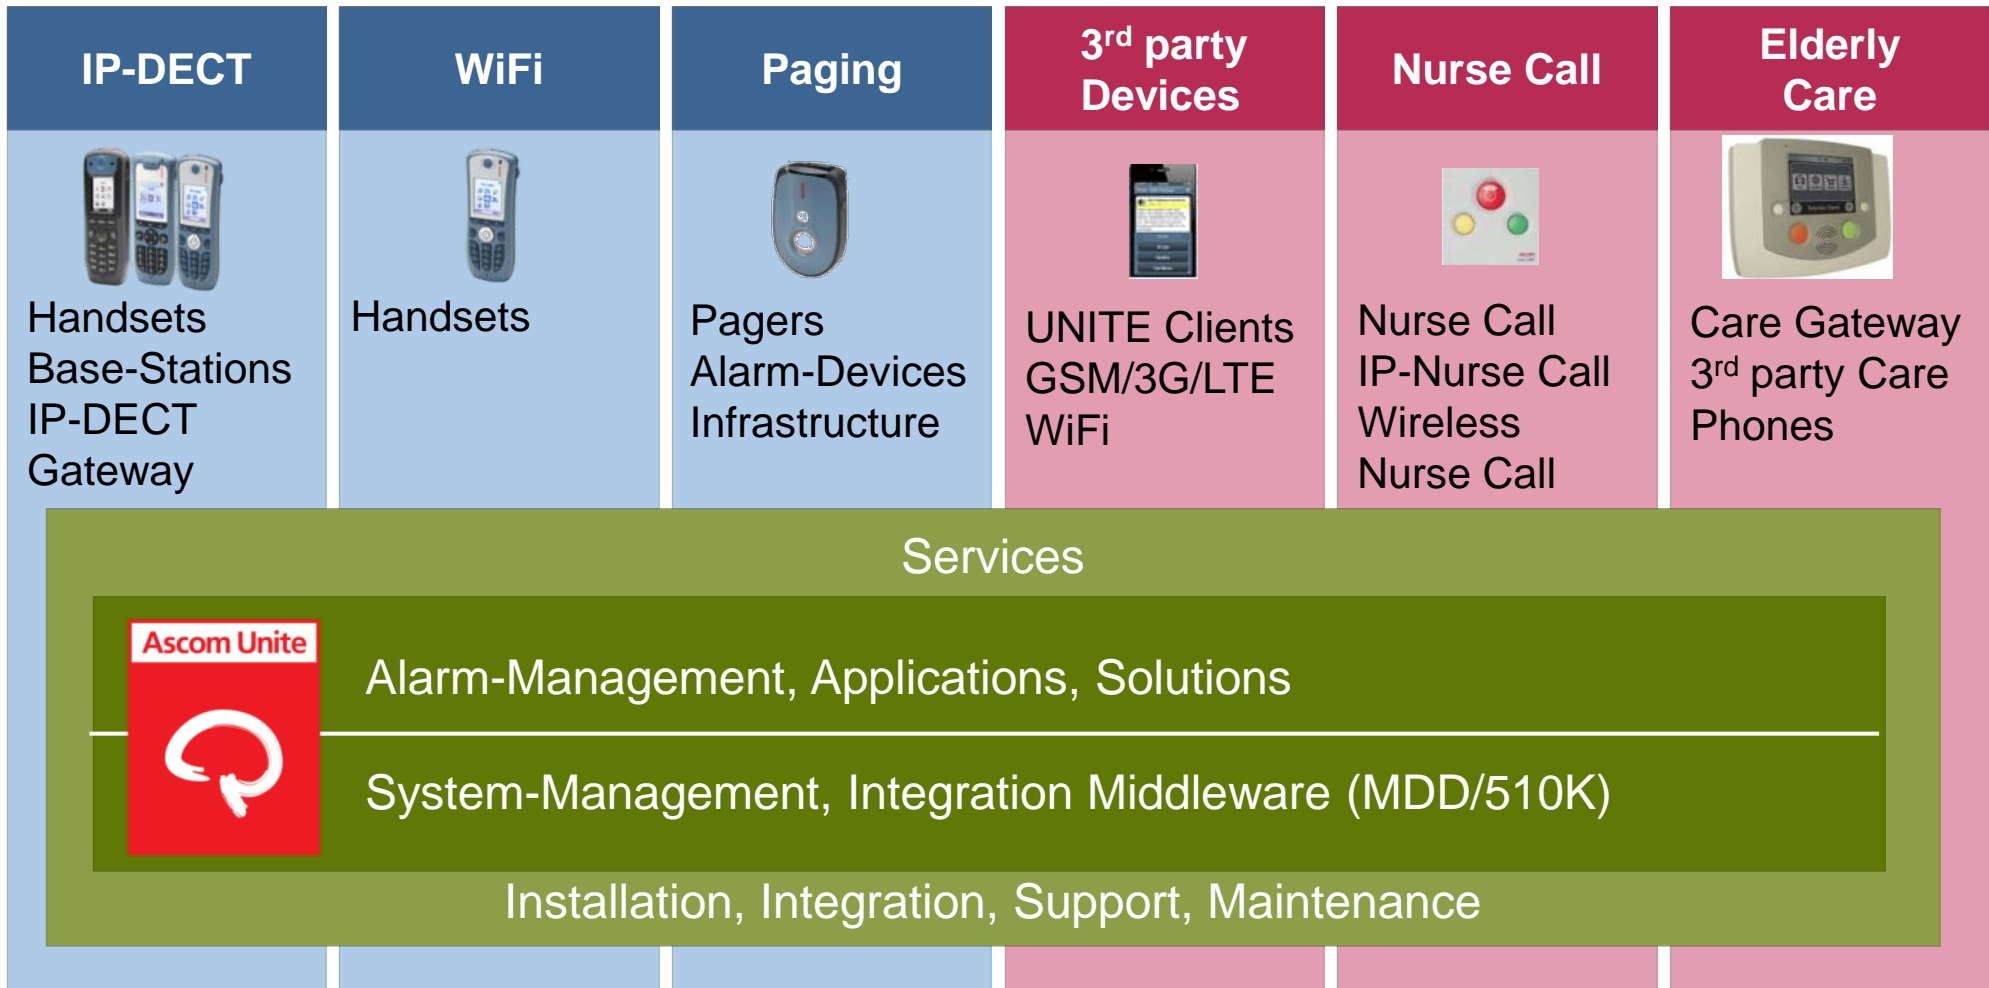 IP-DECT
WiFi
Paging
3rd party
Devices
Nurse Call
Elderly
Care
Handsets
Base-Stations
IP-DECT
Gateway
Handsets
Pagers
Alarm-Devices
Infrastructure
UNITE Clients
GSM/3G/LTE
WiFi
Nurse Call
IP-Nurse Call
Wireless
Nurse Call
Care Gateway
3rd party Care
Phones
Services
Ascom Unite
Alarm-Management, Applications, Solutions
System-Management, Integration Middleware (MDD/510K)
Installation, Integration, Support, Maintenance